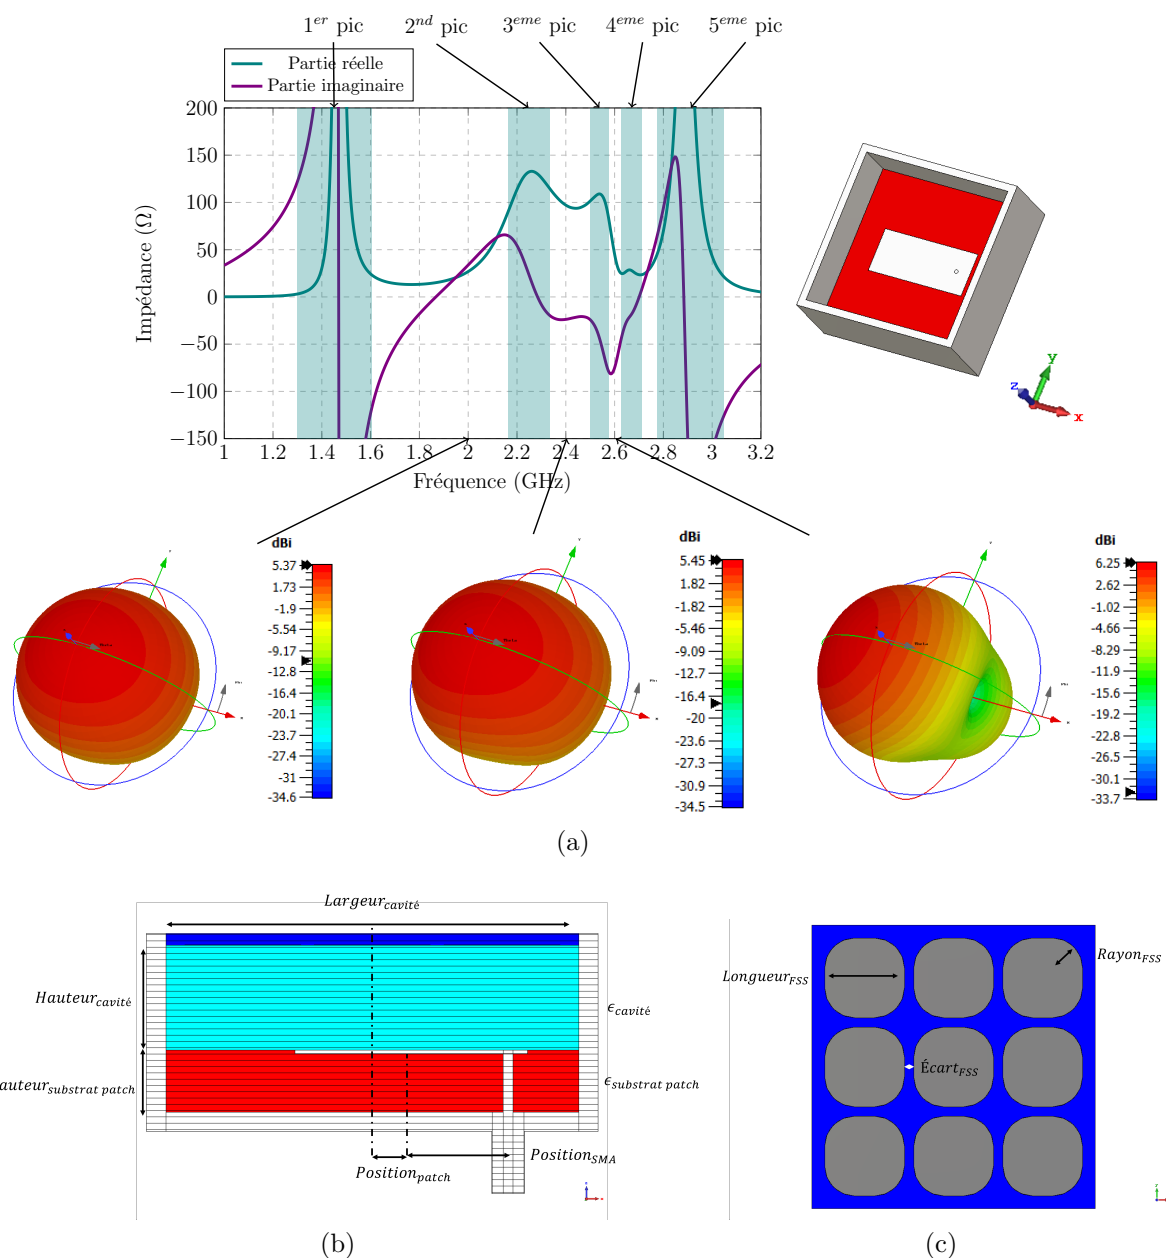 1er pic 2nd pic 3eme pic 4eme pic 5eme pic
Partie réelle
Partie imaginaire
200
150
100
50
0
−50
−100
−150
Impédance (Ω)
1 1.2 1.4 1.6 1.8 2 2.2 2.4 2.6 2.8 3 3.2
Fréquence (GHz)
y
z
x
dBi
5.37
1.73
-1.9
-5.54
-9.17
-12.8
-16.4
-20.1
-23.7
-27.4
-31
-34.6
dBi
5.45
1.82
-1.82
-5.46
-9.09
-12.7
-16.4
-20
-23.6
-27.3
-30.9
-34.5
dBi
6.25
2.62
-1.02
-4.66
-8.29
-11.9
-15.6
-19.2
-22.8
-26.5
-30.1
-33.7
(a)
Largeurcavité
Hauteurcavité
ϵcavité
auteursubstrat patch
ϵsubstrat patch
PositionSMA
Positionpatch
(b)
LongueurFSS
RayonFSS
ÉcartFSS
(c)